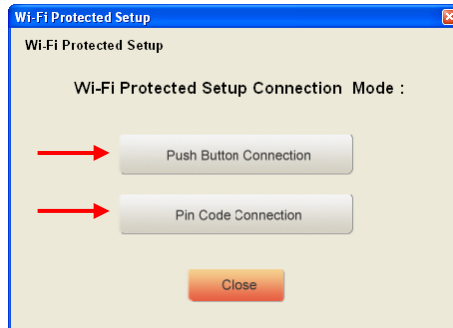 Wi-Fi Protected Setup
Wi-Fi Protected Setup
Wi-Fi Protected Setup Connection Mode :
Push Button Connection
Pin Code Connection
Close